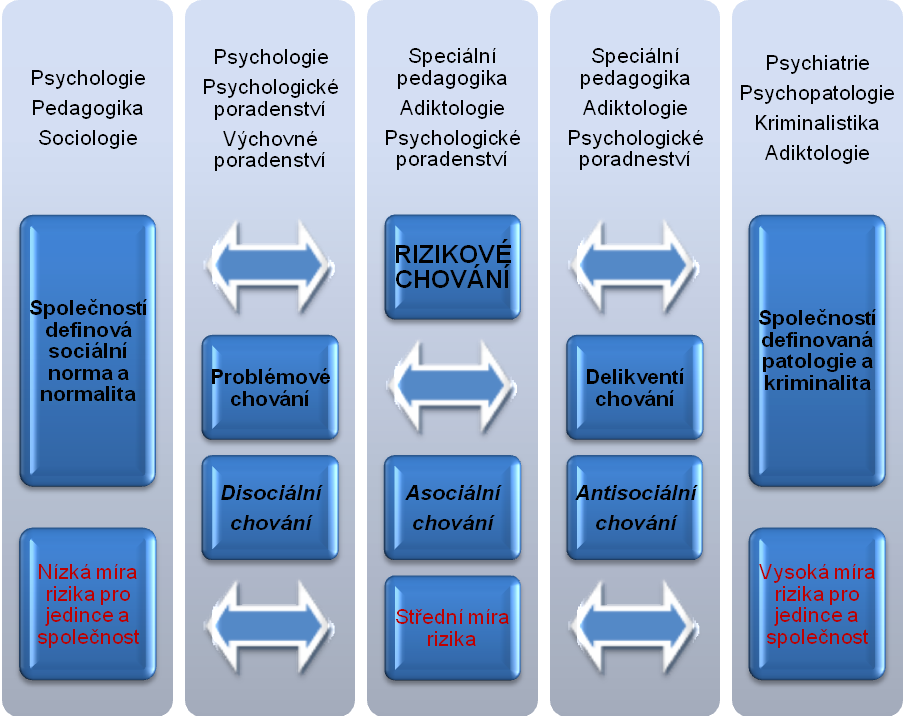 Psychologie
Pedagogika
Sociologie
Společností
definová
sociální
norma a
normalita
Nízká míra
rizika pro
jedince a
společnost
Psychologie
Psychologické
poradenství
Výchovné
poradenství
Problémové
chování
Disociální
chování
Speciální
pedagogika
Adiktologie
Psychologické
poradenství
RIZIKOVÉ
CHOVÁNÍ
Asociální
chování
Střední míra
rizika
Speciální
pedagogika
Adiktologie
Psychologické
poradneství
Delikventí
chování
Antisociální
chování
Psychiatrie
Psychopatologie
Kriminalistika
Adiktologie
Společností
definovaná
patologie a
kriminalita
Vysoká míra
rizika pro
jedince a
společnost